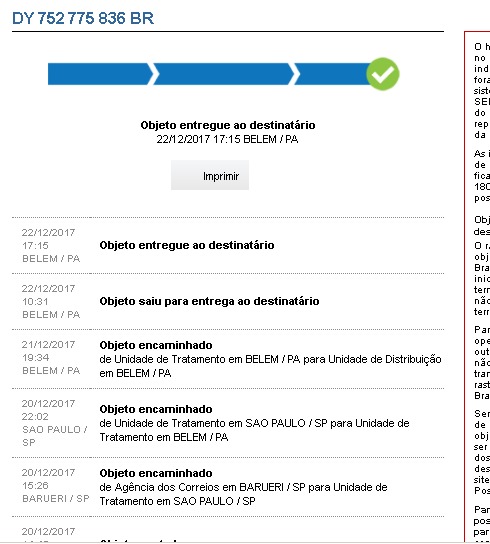 DY 752 775 836 BR
Objeto entregue ao destinatário
22/12/2017 17:15 BELEM / PA
Imprimir
22/12/2017
17:15
BELEM / PA
Objeto entregue ao destinatário
22/12/2017
10:31
BELEM / PA
Objeto saiu para entrega ao destinatário
21/12/2017
19:34
BELEM / PA
Objeto encaminhado
de Unidade de Tratamento em BELEM / PA para Unidade de Distribuição
em BELEM / PA
20/12/2017
22:02
SAO PAULO /
SP
Objeto encaminhado
de Unidade de Tratamento em SAO PAULO / SP para Unidade de
Tratamento em BELEM / PA
20/12/2017
15:26
BARUERI / SP
Objeto encaminhado
de Agência dos Correios em BARUERI / SP para Unidade de
Tratamento em SAO PAULO / SP
20/12/2017
O h
no
ind
fora
sist
SE
do
rep
da
As i
de
fica
180
pos
Obj
des
O r
obj
Bra
inic
terr
não
terr
Par
ope
out
não
tran
rast
Bra
Ser
de
obj
ser
dos
des
site
Pos
Par
pos
par